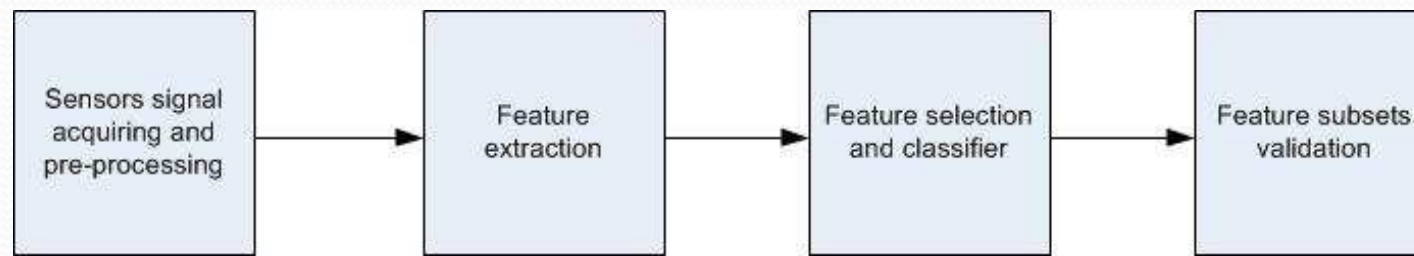 Sensors signal
acquiring and
pre-processing
Feature
extraction
Feature selection
and classifier
Feature subsets
validation